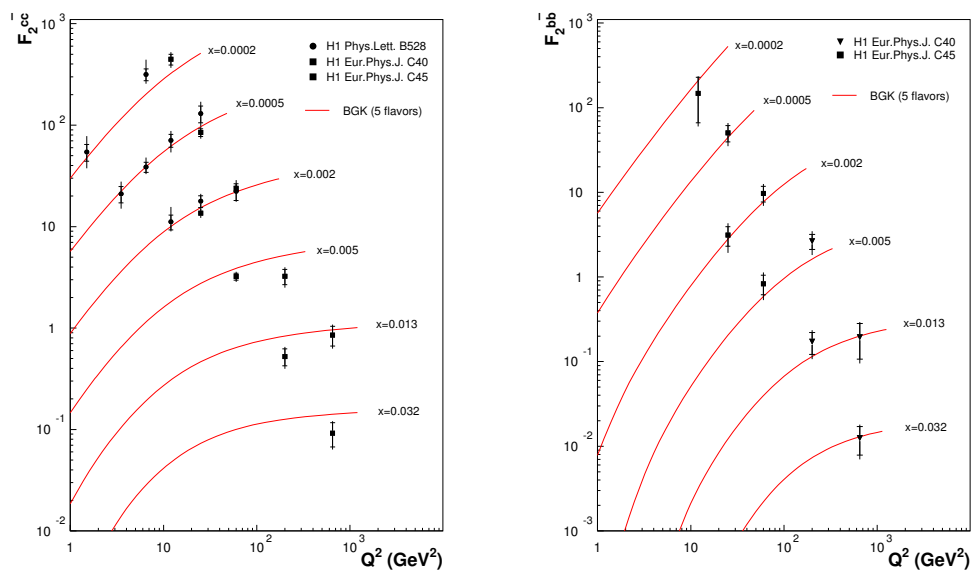 F₂ c̄c
10³
10²
10
1
10⁻¹
10⁻²
1
10
10²
10³
Q² (GeV²)
H1 Phys.Lett. B528
H1 Eur.Phys.J. C40
H1 Eur.Phys.J. C45
BGK (5 flavors)
x=0.0002
x=0.0005
x=0.002
x=0.005
x=0.013
x=0.032
F₂ b̄b
10³
10²
10
1
10⁻¹
10⁻²
10⁻³
1
10
10²
10³
Q² (GeV²)
H1 Eur.Phys.J. C40
H1 Eur.Phys.J. C45
BGK (5 flavors)
x=0.0002
x=0.0005
x=0.002
x=0.005
x=0.013
x=0.032